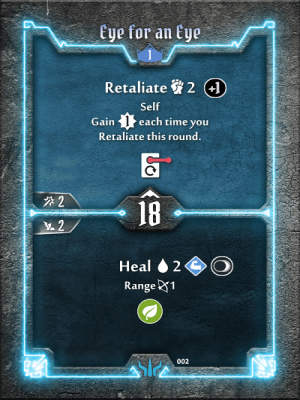 Eye for an Eye
1
Retaliate 2 +1
Self
Gain 1 each time you
Retaliate this round.
2
18
2
Heal 2
Range 1
002